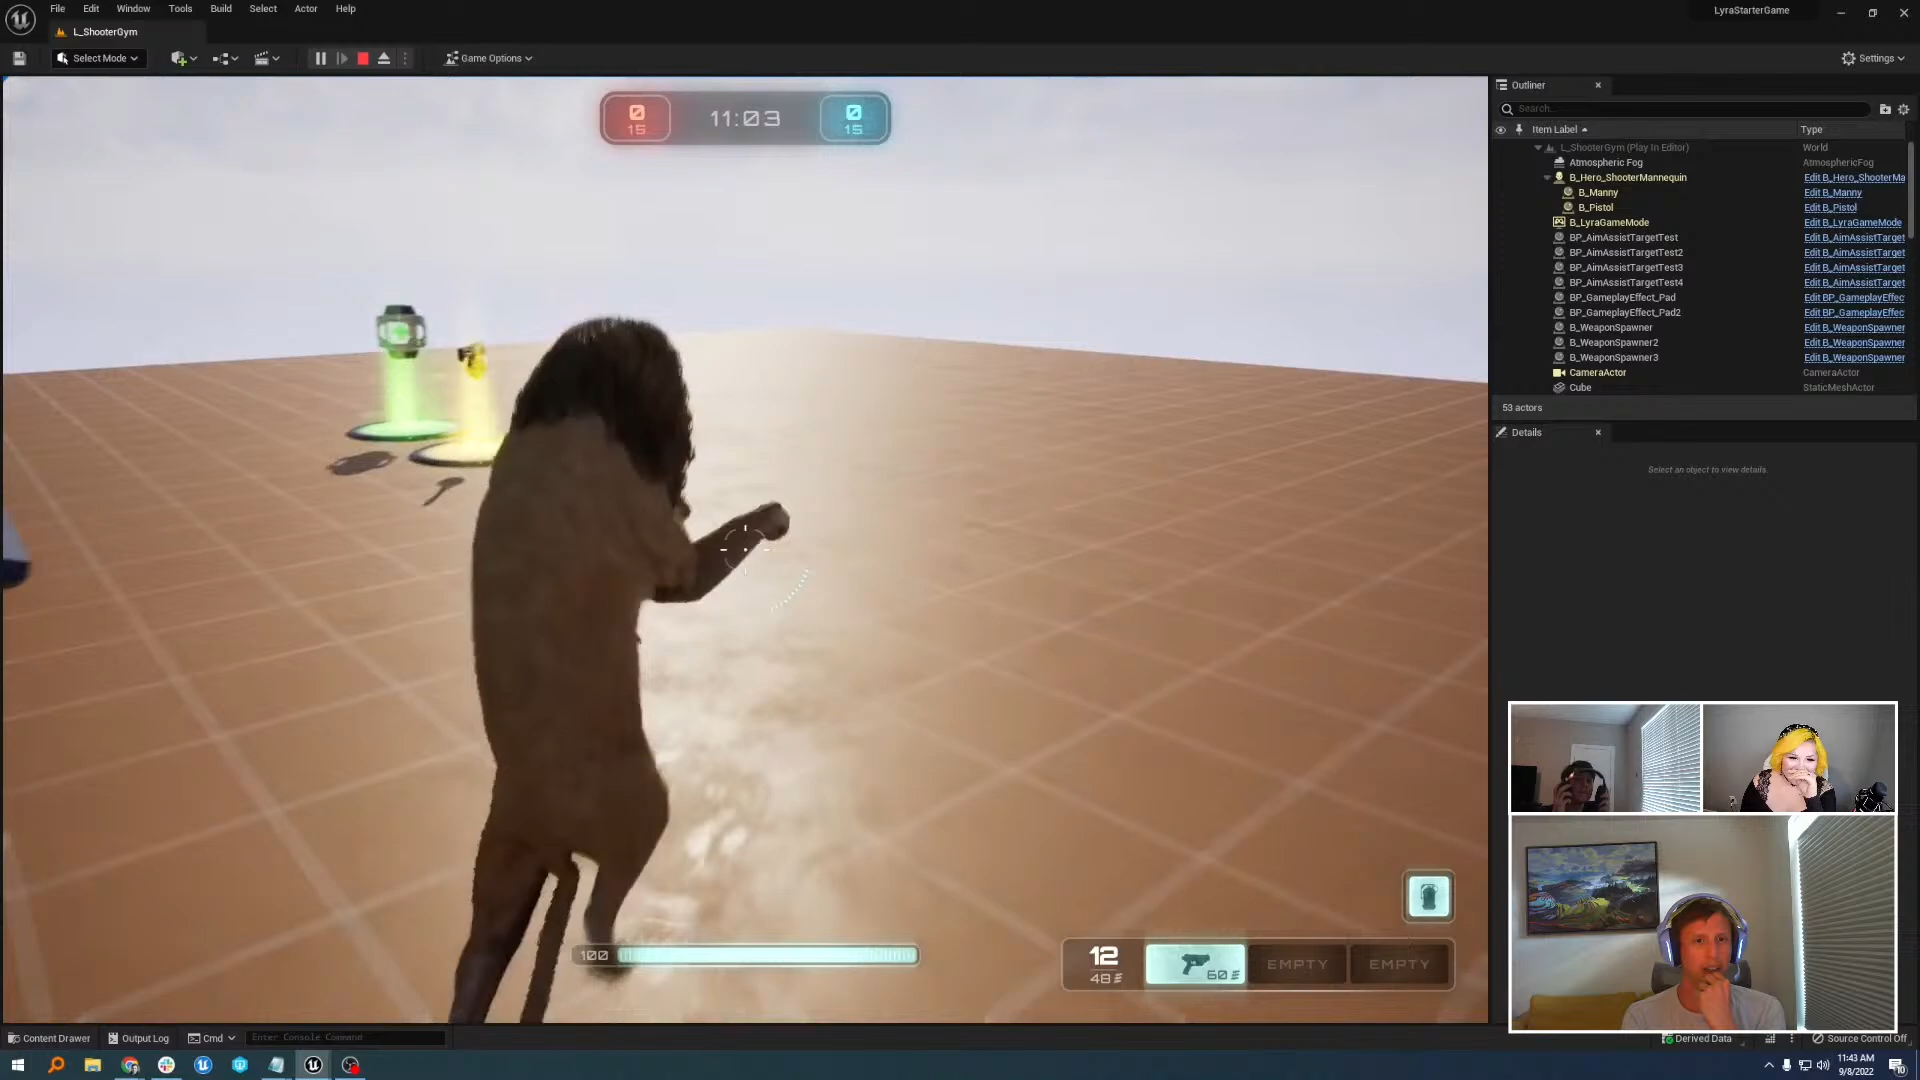 File Edit Window Tools Build Select Actor Help
LyraStarterGame
L_ShooterGym
Select Mode
Game Options
Settings
0
15
11:03
0
15
Outliner
Search...
Item Label Type
L_ShooterGym (Play In Editor) World
Atmospheric Fog AtmosphericFog
B_Hero_ShooterMannequin Edit B_Hero_ShooterMa
B_Manny Edit B_Manny
B_Pistol Edit B_Pistol
B_LyraGameMode Edit B_LyraGameMode
BP_AimAssistTargetTest Edit B_AimAssistTarget
BP_AimAssistTargetTest2 Edit B_AimAssistTarget
BP_AimAssistTargetTest3 Edit B_AimAssistTarget
BP_AimAssistTargetTest4 Edit B_AimAssistTarget
BP_GameplayEffect_Pad Edit BP_GameplayEffec
BP_GameplayEffect_Pad2 Edit BP_GameplayEffec
B_WeaponSpawner Edit B_WeaponSpawner
B_WeaponSpawner2 Edit B_WeaponSpawner
B_WeaponSpawner3 Edit B_WeaponSpawner
CameraActor CameraActor
Cube StaticMeshActor
53 actors
Details
Select an object to view details.
100
12
48
60
EMPTY
EMPTY
Content Drawer Output Log Cmd Enter Console Command
Derived Data Source Control Off
11:43 AM
9/8/2022
10